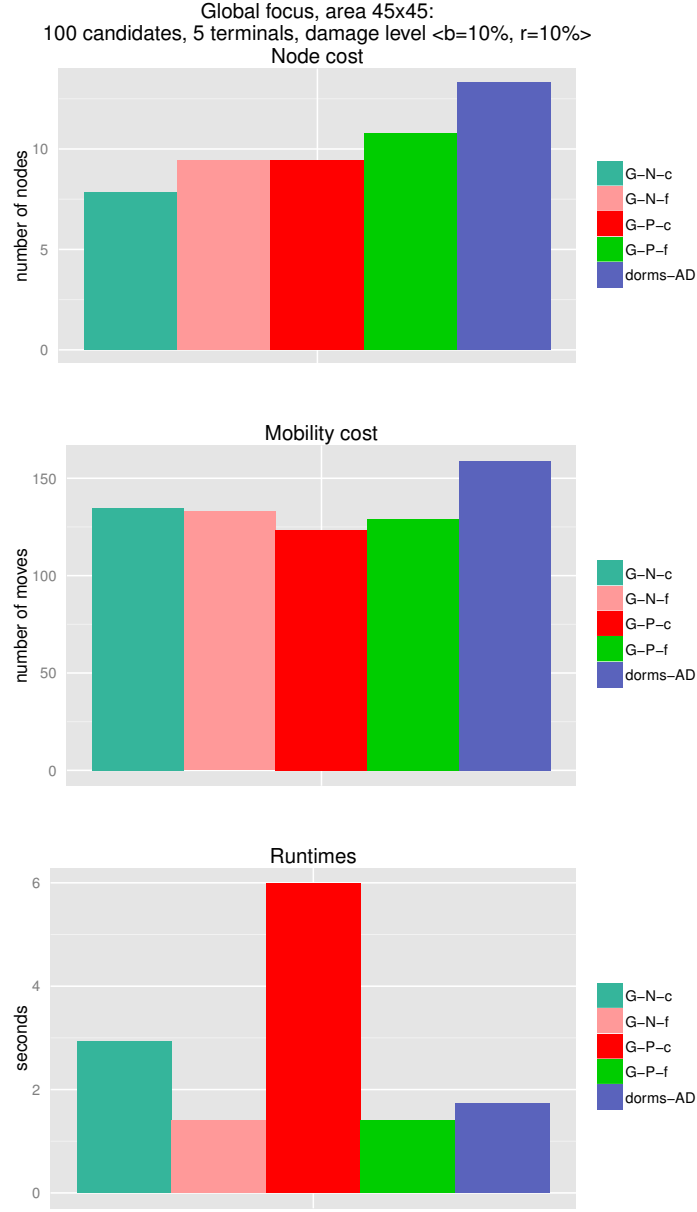 Global focus, area 45x45:
100 candidates, 5 terminals, damage level <b=10%, r=10%>
Node cost
number of nodes
10
5
0
G−N−c
G−N−f
G−P−c
G−P−f
dorms−AD
Mobility cost
number of moves
150
100
50
0
G−N−c
G−N−f
G−P−c
G−P−f
dorms−AD
Runtimes
seconds
6
4
2
0
G−N−c
G−N−f
G−P−c
G−P−f
dorms−AD